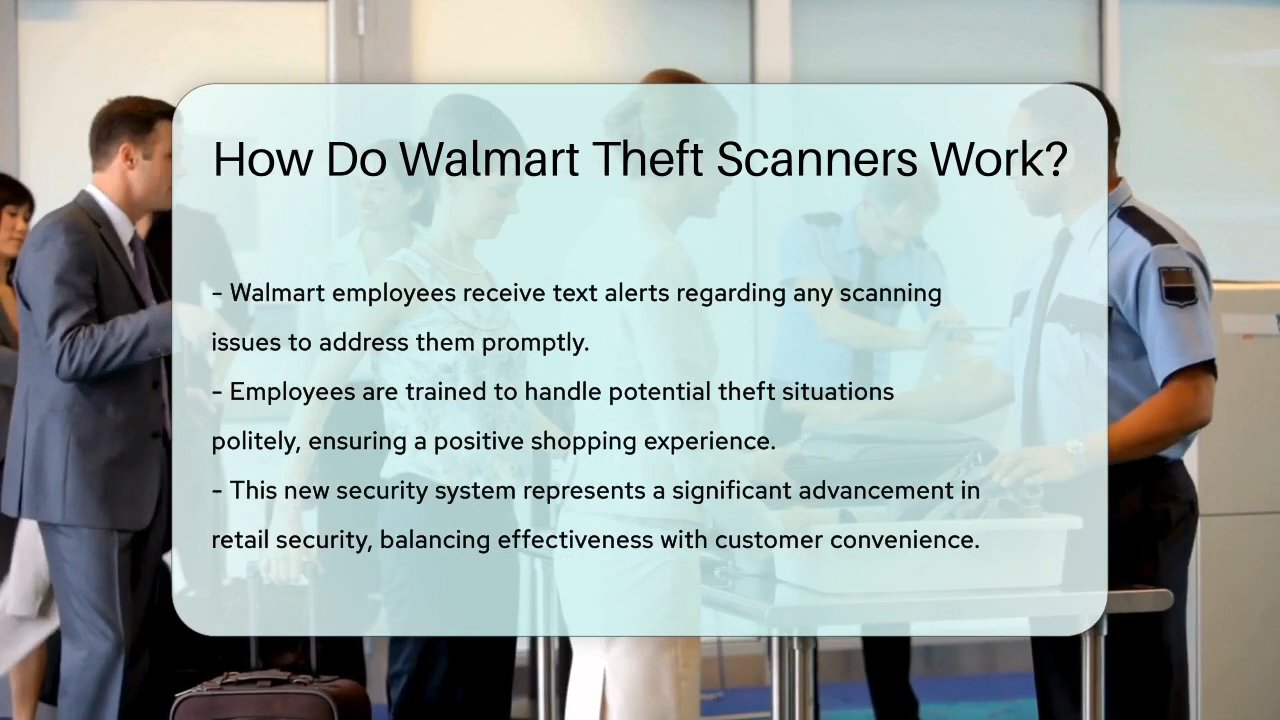 How Do Walmart Theft Scanners Work?
- Walmart employees receive text alerts regarding any scanning
issues to address them promptly.
- Employees are trained to handle potential theft situations
politely, ensuring a positive shopping experience.
- This new security system represents a significant advancement in
retail security, balancing effectiveness with customer convenience.